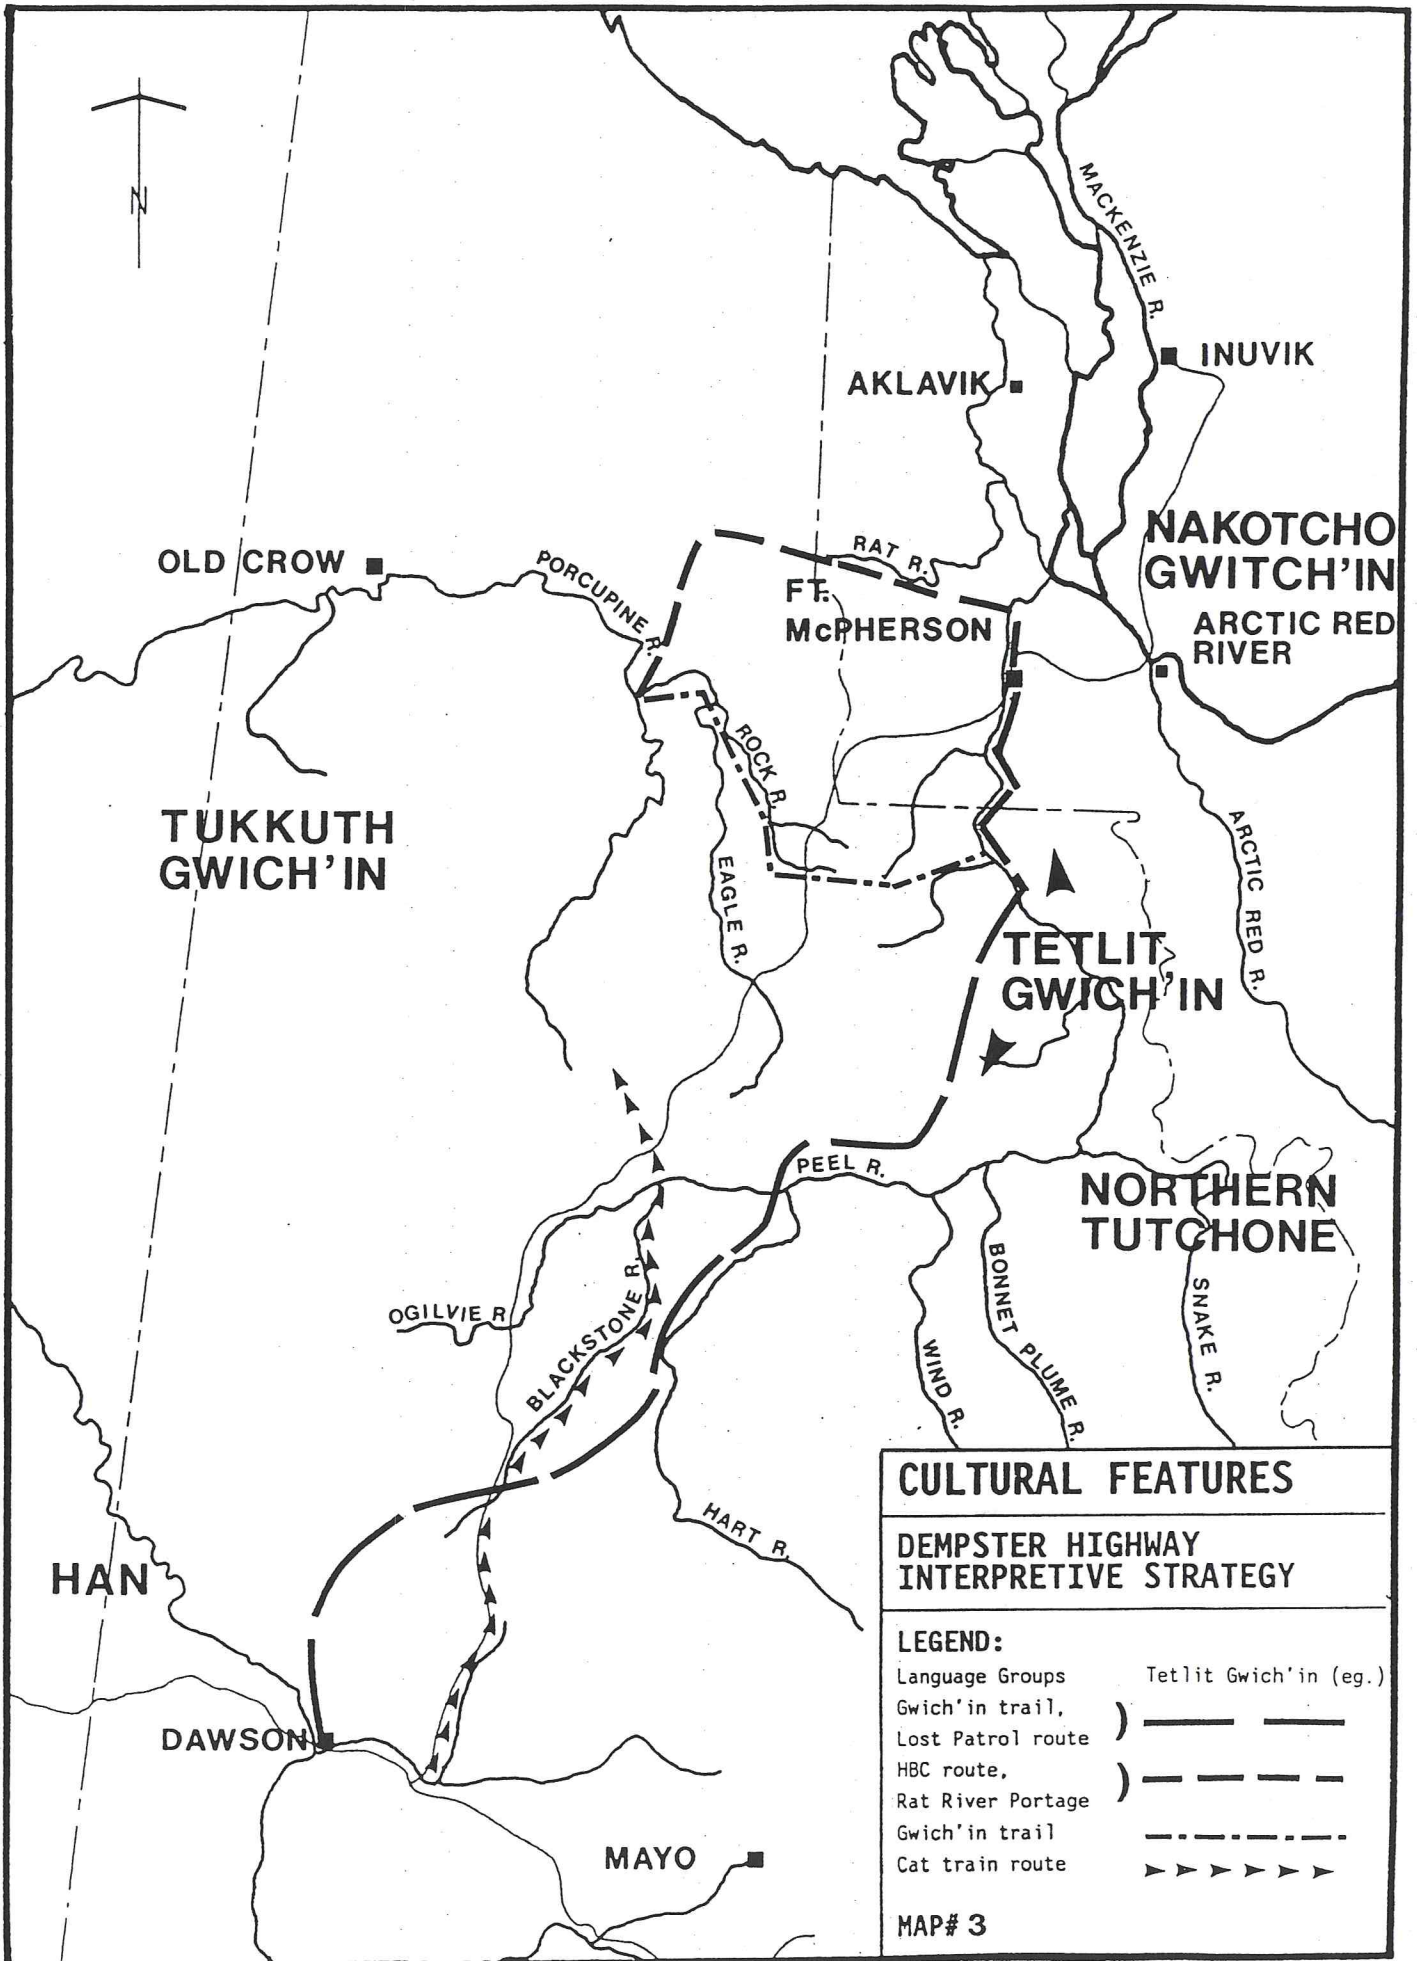 N
MACKENZIE R.
INUVIK
AKLAVIK
NAKOTCHO
GWITCH'IN
OLD CROW
PORCUPINE R.
RAT R.
FT.
McPHERSON
ARCTIC RED
RIVER
ROCK R.
TUKKUTH
GWICH'IN
EAGLE R.
ARCTIC RED R.
TETLIT
GWICH'IN
PEEL R.
NORTHERN
TUTCHONE
OGILVIE R
BLACKSTONE R.
WIND R.
BONNET PLUME R.
SNAKE R.
HART R.
HAN
DAWSON
MAYO
CULTURAL FEATURES
DEMPSTER HIGHWAY
INTERPRETIVE STRATEGY
LEGEND:
Language Groups Tetlit Gwich'in (eg.)
Gwich'in trail, )
Lost Patrol route
HBC route, )
Rat River Portage
Gwich'in trail
Cat train route
MAP# 3